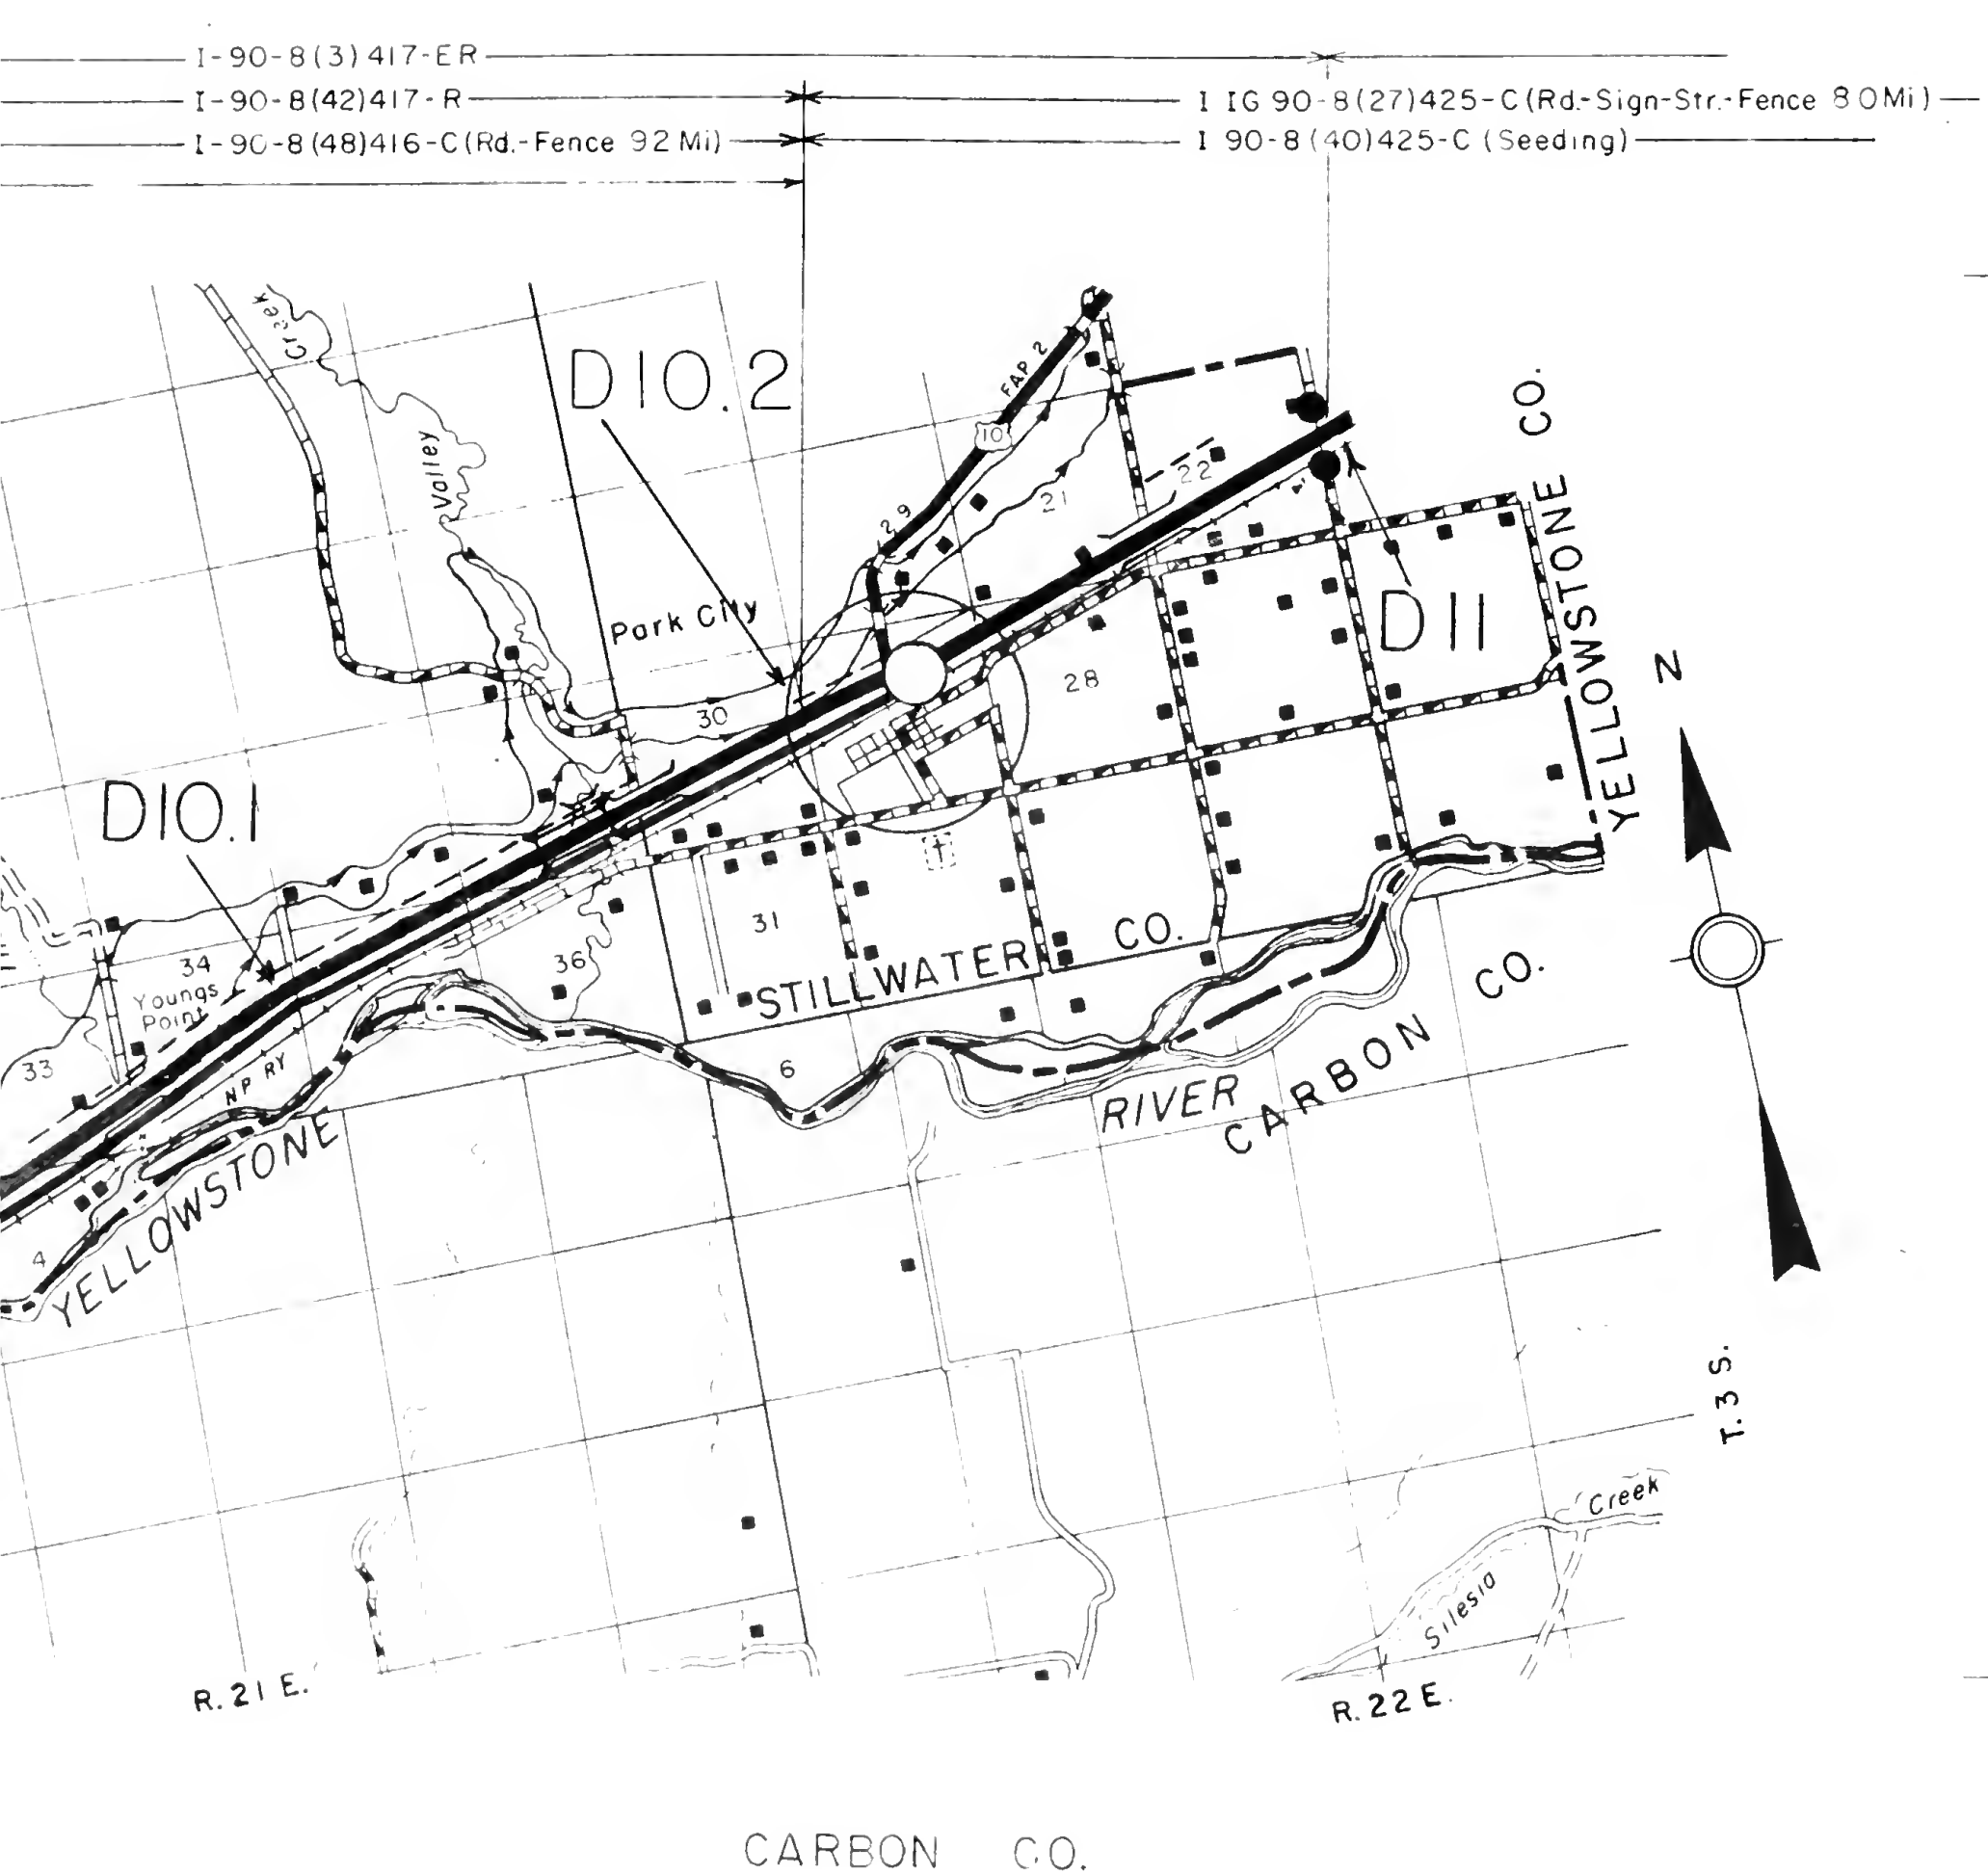 I-90-8(3)417-ER
I-90-8(42)417-R
I IG 90-8(27)425-C(Rd.-Sign-Str.-Fence 8 0 Mi)
I-90-8(48)416-C(Rd.-Fence 92 Mi)
I 90-8(40)425-C (Seeding)
Creek
Valley
D10.2
FAP 2
10
29
21
22
YELLOWSTONE CO.
Park City
D11
N
28
30
D10.1
31
34
36
Youngs
Point
STILLWATER CO.
33
6
NP RY
YELLOWSTONE RIVER
CARBON CO.
4
T. 3 S.
Creek
Silesia
R. 21 E.
R. 22 E.
CARBON CO.